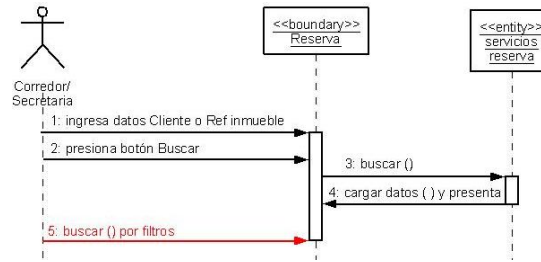 <<boundary>>
Reserva
<<entity>>
servicios
reserva
Corredor/
Secretaria
1: ingresa datos Cliente o Ref inmueble
2: presiona botón Buscar
3: buscar ()
4: cargar datos ( ) y presenta
5: buscar () por filtros